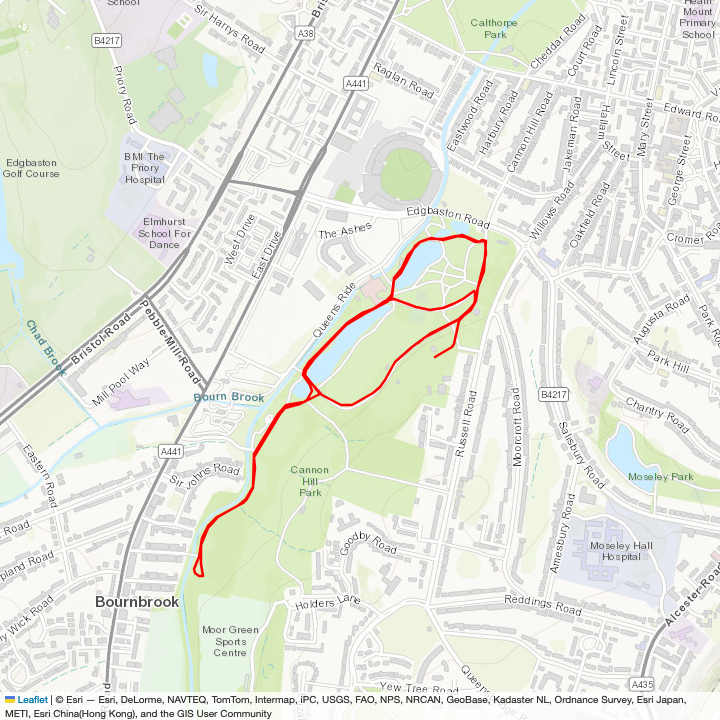 School
Sir Harrys Road
Bris
A38
B4217
Priory Road
A441
Raglan Road
Calthorpe
Park
Cheddar Road
Court Road
Lincoln Street
Heath
Mount
Primary
School
Eastwood Road
Harbury Road
Cannon Hill Road
Jakeman Road
Hallam
Street
Mary Street
Edward Ro
George Street
Edgbaston
Golf Course
BMI The
Priory
Hospital
Elmhurst
School For
Dance
West Drive
East Drive
The Ashes
Edgbaston Road
Willows Road
Oakfield Road
Cromer Roa
Queens Ride
Chad Brook
Bristol Road
Pebble Mill Road
Mill Pool Way
Bourn Brook
Augusta Road
Park Ro
Park Hill
B4217
Chantry Road
Russell Road
Moorcroft Road
Salisbury Road
Moseley Park
Eastern Road
A441
Sir Johns Road
Cannon
Hill
Park
Amesbury Road
Road
pland Road
Goodby Road
Moseley Hall
Hospital
Bournbrook
ly Wick Road
Holders Lane
Reddings Road
Alcester Road
Moor Green
Sports
Centre
Yew Tree Road
Queens
A435
Leaflet | © Esri — Esri, DeLorme, NAVTEQ, TomTom, Intermap, iPC, USGS, FAO, NPS, NRCAN, GeoBase, Kadaster NL, Ordnance Survey, Esri Japan,
METI, Esri China(Hong Kong), and the GIS User Community